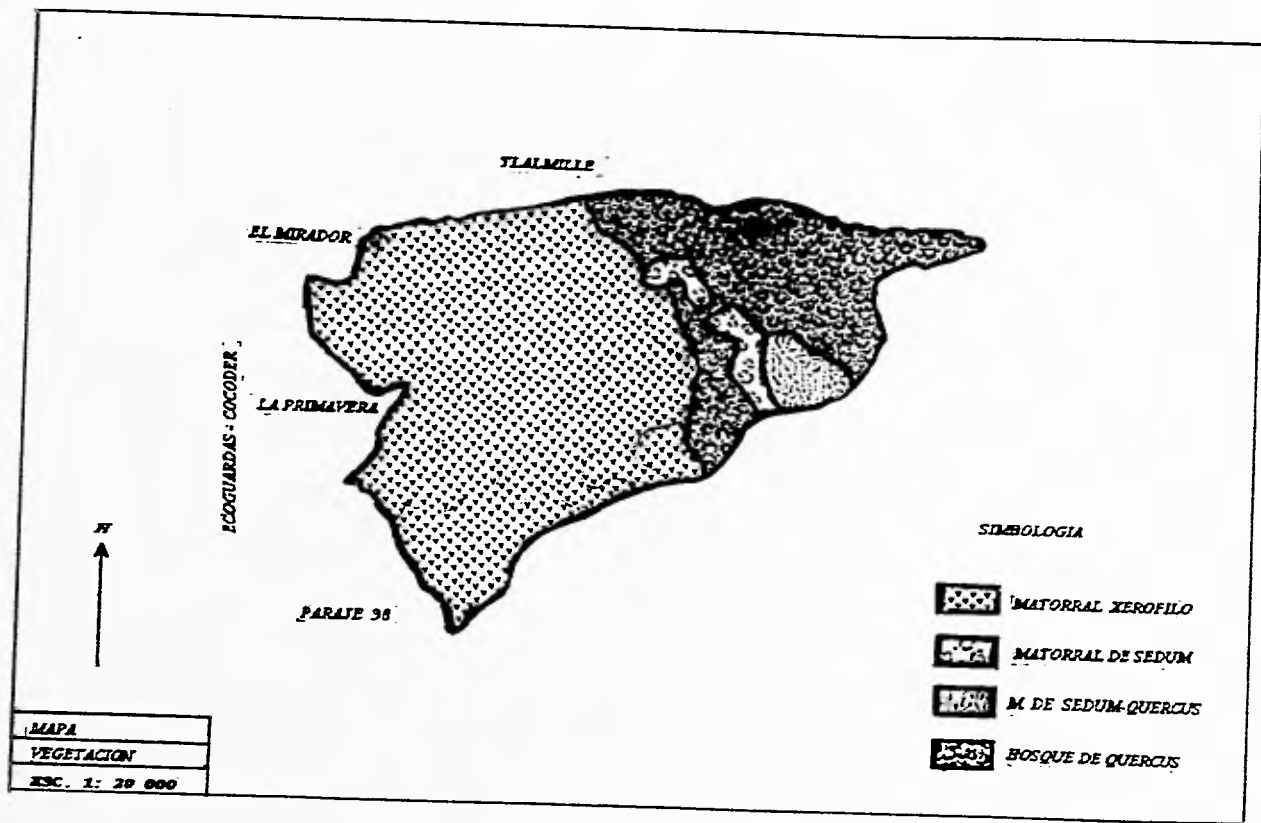 TLALMILLE
EL MIRADOR
ECOGUARDAS - COCODER
LA PRIMAVERA
PARAJE 38
N
SIMBOLOGIA
MATORRAL XEROFILO
MATORRAL DE SEDUM
M. DE SEDUM-QUERCUS
BOSQUE DE QUERCUS
MAPA
VEGETACION
ESC. 1: 20 000